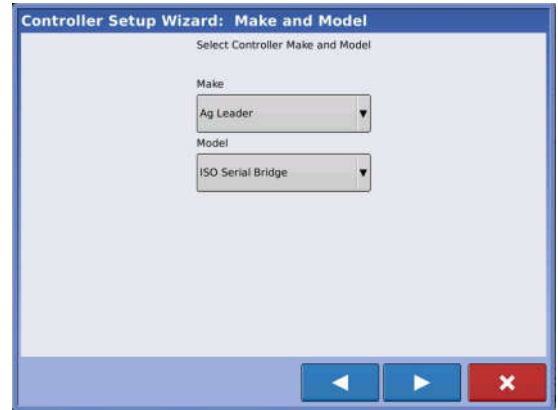 Controller Setup Wizard: Make and Model
Select Controller Make and Model
Make
Ag Leader
Model
ISO Serial Bridge